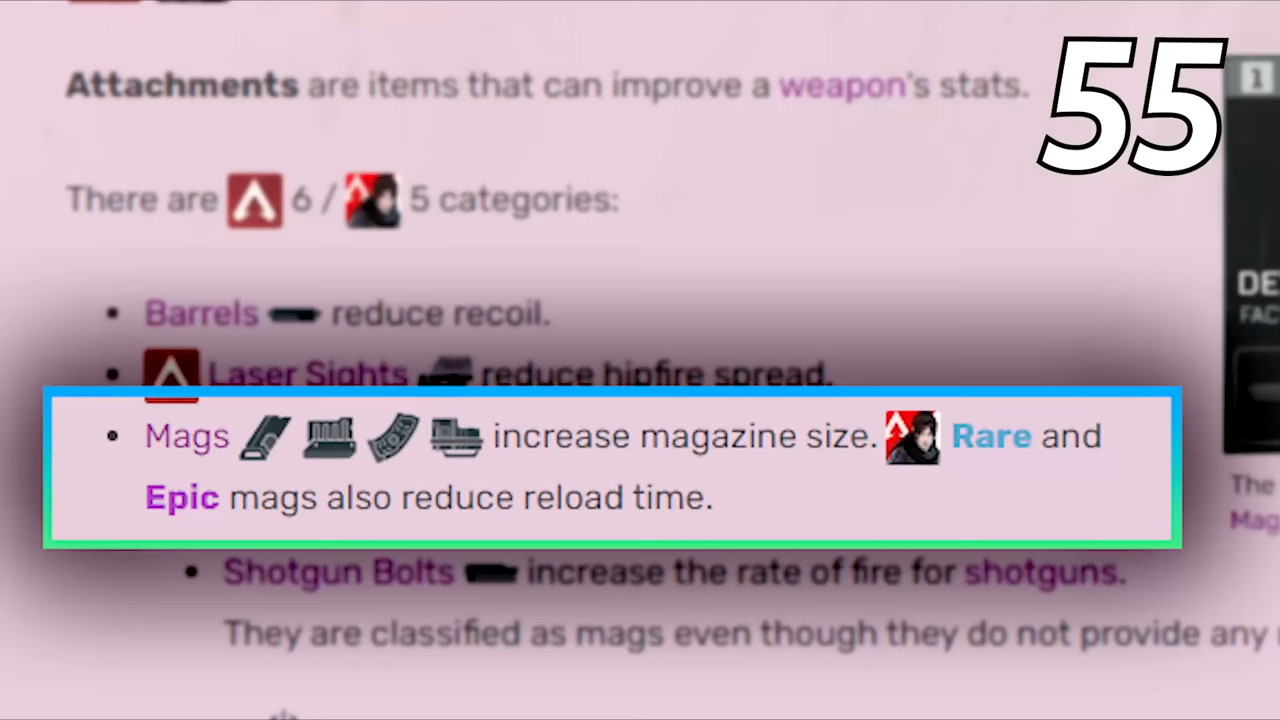 55
1
Attachments are items that can improve a weapon's stats.
There are 6 / 5 categories:
• Barrels reduce recoil.
• Laser Sights reduce hipfire spread.
• Mags increase magazine size. Rare and
Epic mags also reduce reload time.
• Shotgun Bolts increase the rate of fire for shotguns.
They are classified as mags even though they do not provide any
DE
FAC
The
Mag